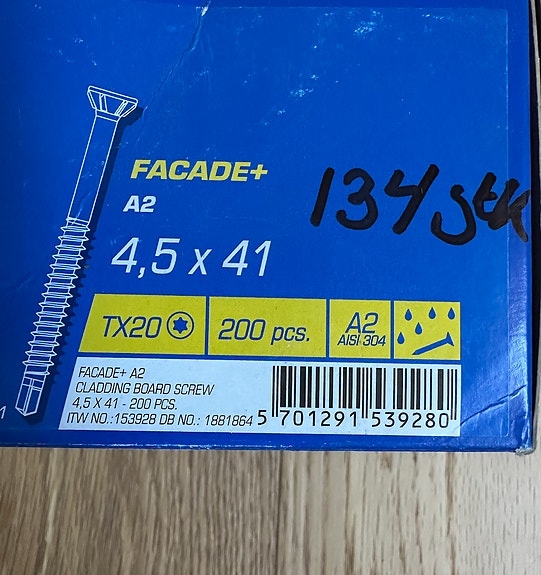 FACADE+
A2
134 stk
4,5 x 41
TX20
200 pcs.
A2
AISI 304
FACADE+ A2
CLADDING BOARD SCREW
4,5 X 41 - 200 PCS.
ITW NO.:153928 DB NO.: 1881864
5 701291 539280